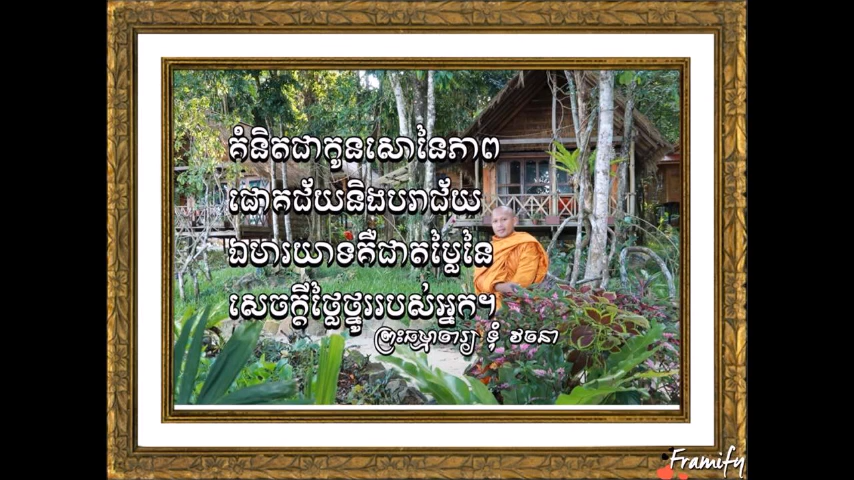 គំនិតជាកូនសោនៃភាព
ជោគជ័យនិងបរាជ័យ
ឯមារយាទគឺជាតម្លៃនៃ
សេចក្ដីថ្លៃថ្នូររបស់អ្នក។
ព្រះធម្មាចារ្យ ទុំ វចនោ
Framify